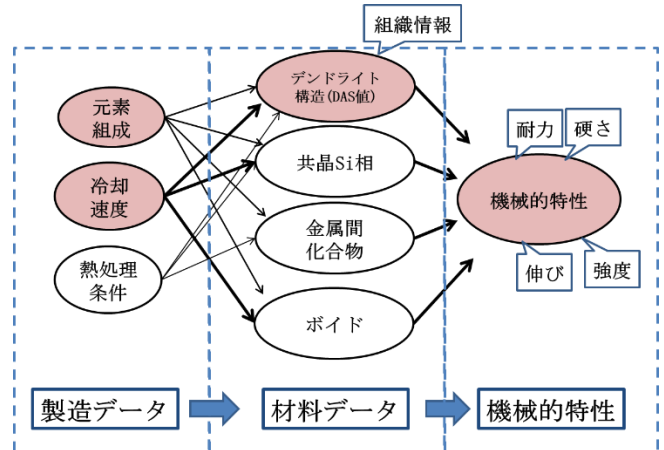 組織情報
デンドライト
構造(DAS値)
元素
組成
共晶Si相
耐力
硬さ
冷却
速度
機械的特性
金属間
化合物
熱処理
条件
伸び
強度
ボイド
製造データ
材料データ
機械的特性